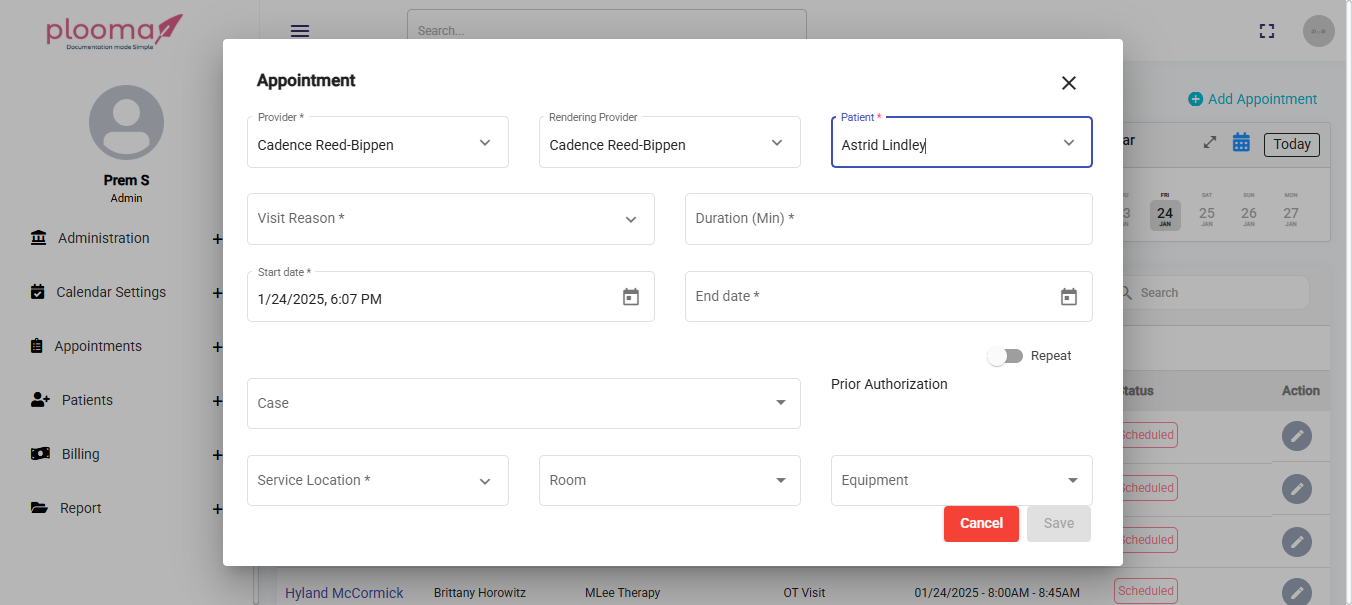 plooma
Documentation made Simple
Search...
Prem S
Admin
Administration +
Calendar Settings +
Appointments +
Patients +
Billing +
Report +
Add Appointment
ar
Today
FRI SAT SUN MON
3 24 25 26 27
JAN JAN JAN JAN
Search
Status Action
Scheduled
Scheduled
Scheduled
Hyland McCormick Brittany Horowitz MLee Therapy OT Visit 01/24/2025 - 8:00AM - 8:45AM Scheduled
Appointment
Provider * Rendering Provider Patient *
Cadence Reed-Bippen Cadence Reed-Bippen Astrid Lindley
Visit Reason * Duration (Min) *
Start date *
1/24/2025, 6:07 PM End date *
Repeat
Prior Authorization
Case
Service Location * Room Equipment
Cancel Save